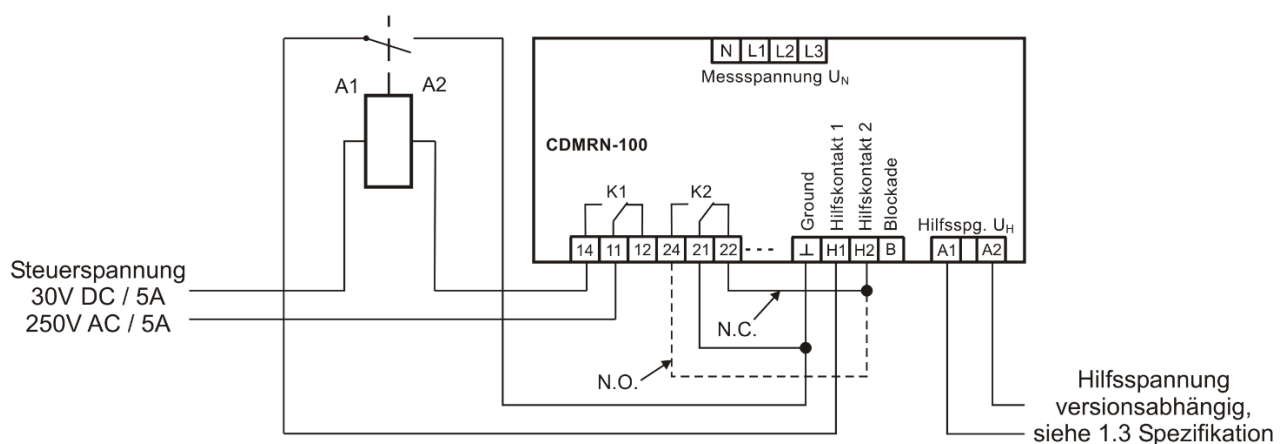 N L1 L2 L3
Messspannung UN
A1 A2
CDMRN-100
K1 K2
Ground
Hilfskontakt 1
Hilfskontakt 2
Blockade
Hilfsspg. UH
14 11 12 24 21 22 ⊥ H1 H2 B A1 A2
Steuerspannung
30V DC / 5A
250V AC / 5A
N.C.
N.O.
Hilfsspannung
versionsabhängig,
siehe 1.3 Spezifikation